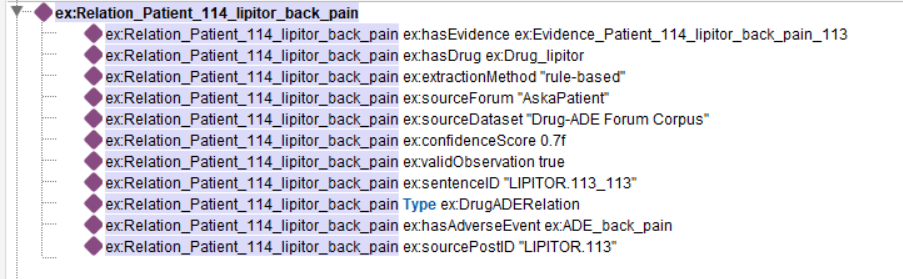 ex:Relation_Patient_114_lipitor_back_pain
ex:Relation_Patient_114_lipitor_back_pain ex:hasEvidence ex:Evidence_Patient_114_lipitor_back_pain_113
ex:Relation_Patient_114_lipitor_back_pain ex:hasDrug ex:Drug_lipitor
ex:Relation_Patient_114_lipitor_back_pain ex:extractionMethod "rule-based"
ex:Relation_Patient_114_lipitor_back_pain ex:sourceForum "AskaPatient"
ex:Relation_Patient_114_lipitor_back_pain ex:sourceDataset "Drug-ADE Forum Corpus"
ex:Relation_Patient_114_lipitor_back_pain ex:confidenceScore 0.7f
ex:Relation_Patient_114_lipitor_back_pain ex:validObservation true
ex:Relation_Patient_114_lipitor_back_pain ex:sentenceID "LIPITOR.113_113"
ex:Relation_Patient_114_lipitor_back_pain Type ex:DrugADERelation
ex:Relation_Patient_114_lipitor_back_pain ex:hasAdverseEvent ex:ADE_back_pain
ex:Relation_Patient_114_lipitor_back_pain ex:sourcePostID "LIPITOR.113"